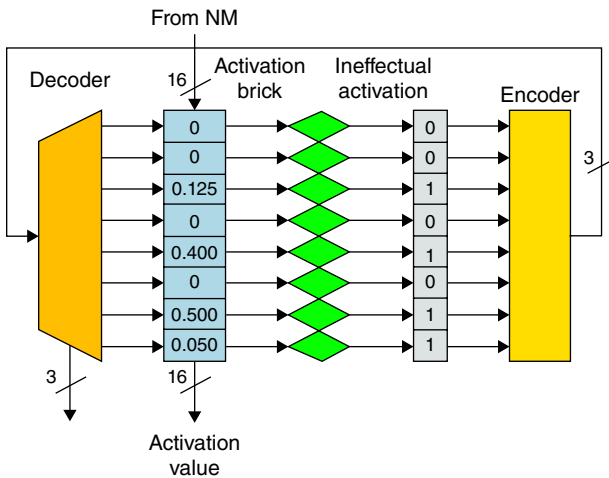 From NM
Decoder
16
Activation
brick
Ineffectual
activation
Encoder
0
0
0
0
3
0.125
1
0
0
0.400
1
0
0
0.500
1
0.050
1
3
16
Activation
value